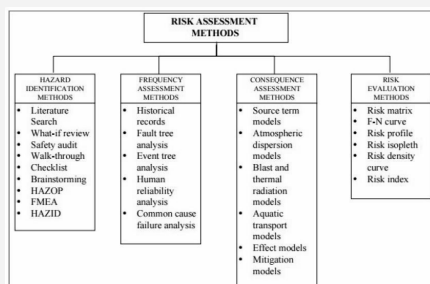 RISK ASSESSMENT
METHODS
HAZARD
IDENTIFICATION
METHODS
• Literature
Search
• What-if review
• Safety audit
• Walk-through
• Checklist
• Brainstorming
• HAZOP
• FMEA
• HAZID
FREQUENCY
ASSESSMENT
METHODS
• Historical
records
• Fault tree
analysis
• Event tree
analysis
• Human
reliability
analysis
• Common cause
failure analysis
CONSEQUENCE
ASSESSMENT
METHODS
• Source term
models
• Atmospheric
dispersion
models
• Blast and
thermal
radiation
models
• Aquatic
transport
models
• Effect models
• Mitigation
models
RISK
EVALUATION
METHODS
• Risk matrix
• F-N curve
• Risk profile
• Risk isopleth
• Risk density
curve
• Risk index